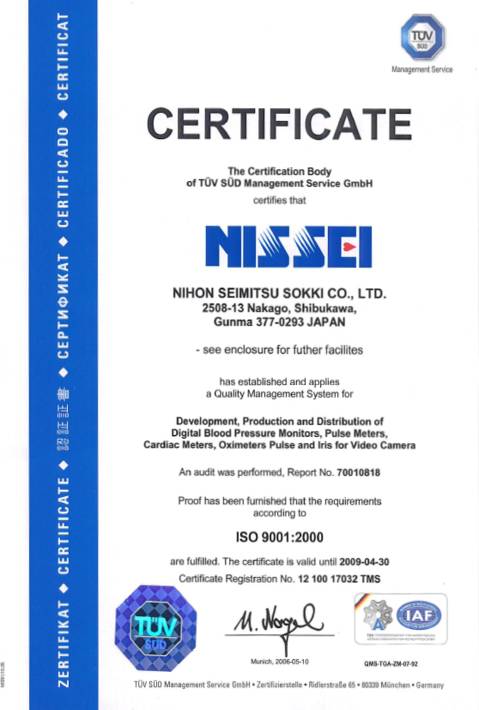 TÜV
SÜD
Management Service
CERTIFICATE
The Certification Body
of TÜV SÜD Management Service GmbH
certifies that
NISSEI
NIHON SEIMITSU SOKKI CO., LTD.
2508-13 Nakago, Shibukawa,
Gunma 377-0293 JAPAN
- see enclosure for futher facilites
has established and applies
a Quality Management System for
Development, Production and Distribution of
Digital Blood Pressure Monitors, Pulse Meters,
Cardiac Meters, Oximeters Pulse and Iris for Video Camera
An audit was performed, Report No. 70010818
Proof has been furnished that the requirements
according to
ISO 9001:2000
are fulfilled. The certificate is valid until 2009-04-30
Certificate Registration No. 12 100 17032 TMS
TÜV
SÜD
Munich, 2006-05-10
IAF
QMS-TGA-ZM-07-92
TÜV SÜD Management Service GmbH • Zertifizierstelle • Ridlerstraße 65 • 80339 München • Germany
ZERTIFIKAT ◆ CERTIFICATE ◆ 認証証書 ◆ СЕРТИФИКАТ ◆ CERTIFICADO ◆ CERTIFICAT